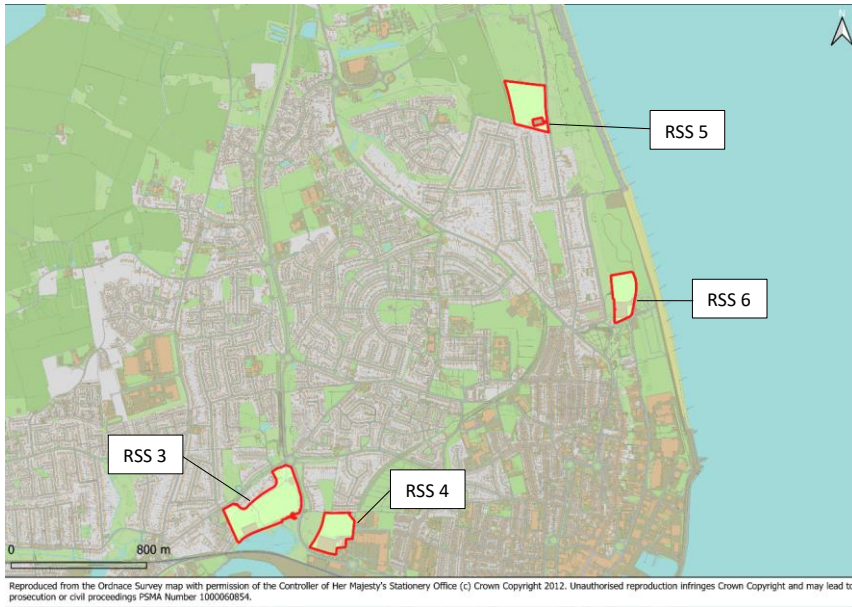 N
RSS 5
RSS 6
RSS 3
RSS 4
0 800 m
Reproduced from the Ordnace Survey map with permission of the Controller of Her Majesty's Stationery Office (c) Crown Copyright 2012. Unauthorised reproduction infringes Crown Copyright and may lead to
prosecution or civil proceedings PSMA Number 1000060854.